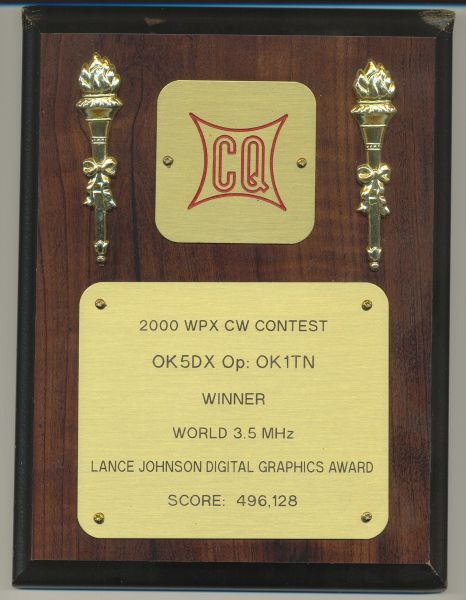 CQ
2000 WPX CW CONTEST
OK5DX Op: OK1TN
WINNER
WORLD 3.5 MHz
LANCE JOHNSON DIGITAL GRAPHICS AWARD
SCORE: 496,128